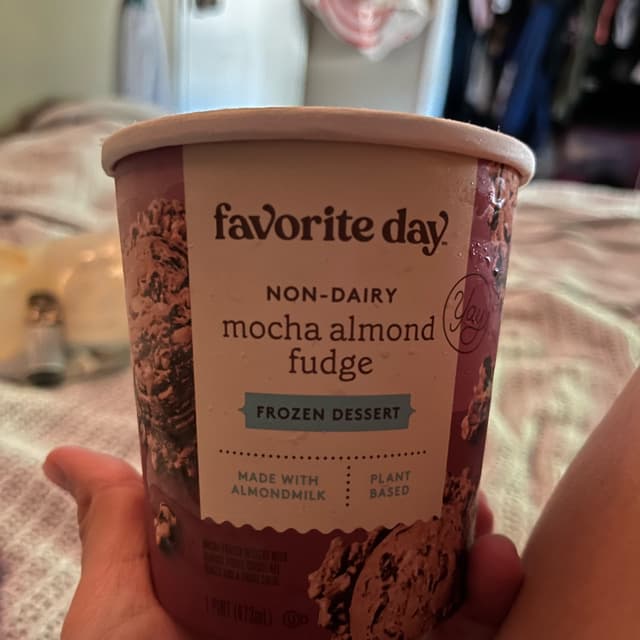 favorite day
NON-DAIRY
mocha almond
fudge
Yay!
FROZEN DESSERT
MADE WITH
ALMONDMILK
PLANT
BASED
1 PINT (473mL)